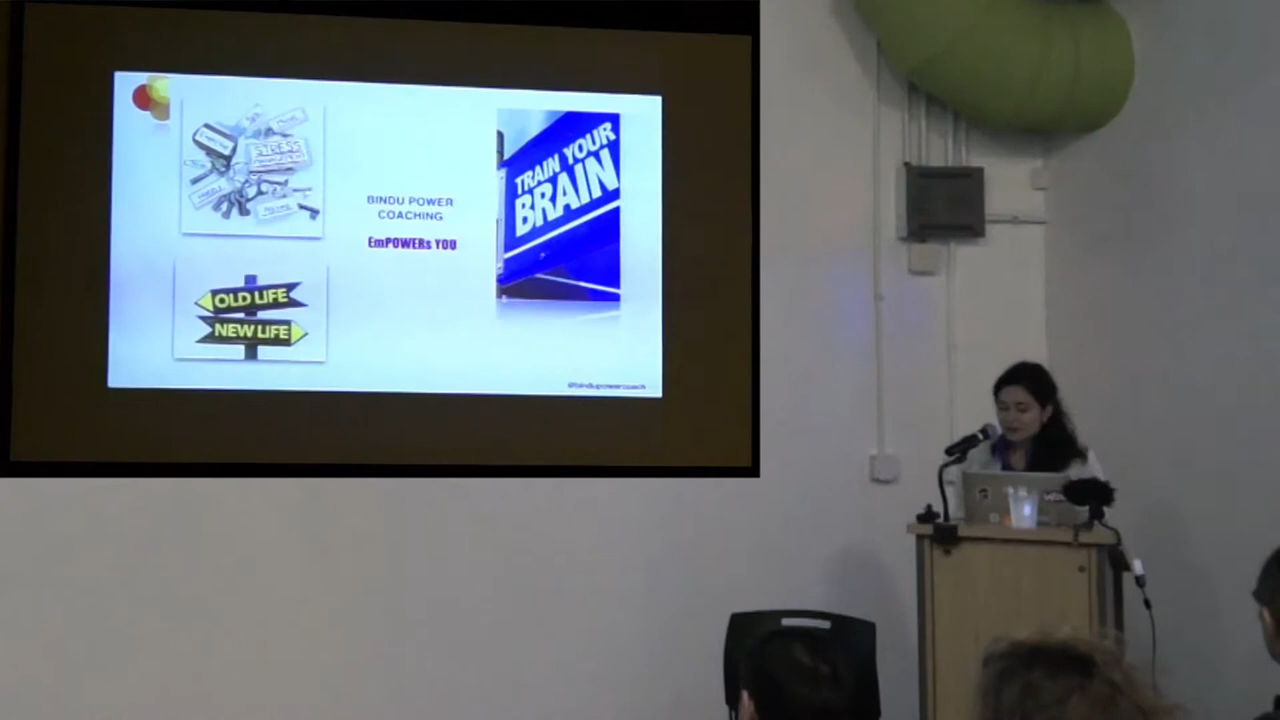 STRESS
OLD LIFE
NEW LIFE
BINDU POWER
COACHING
EmPOWERs YOU
TRAIN YOUR
BRAIN
@bindupowercoach